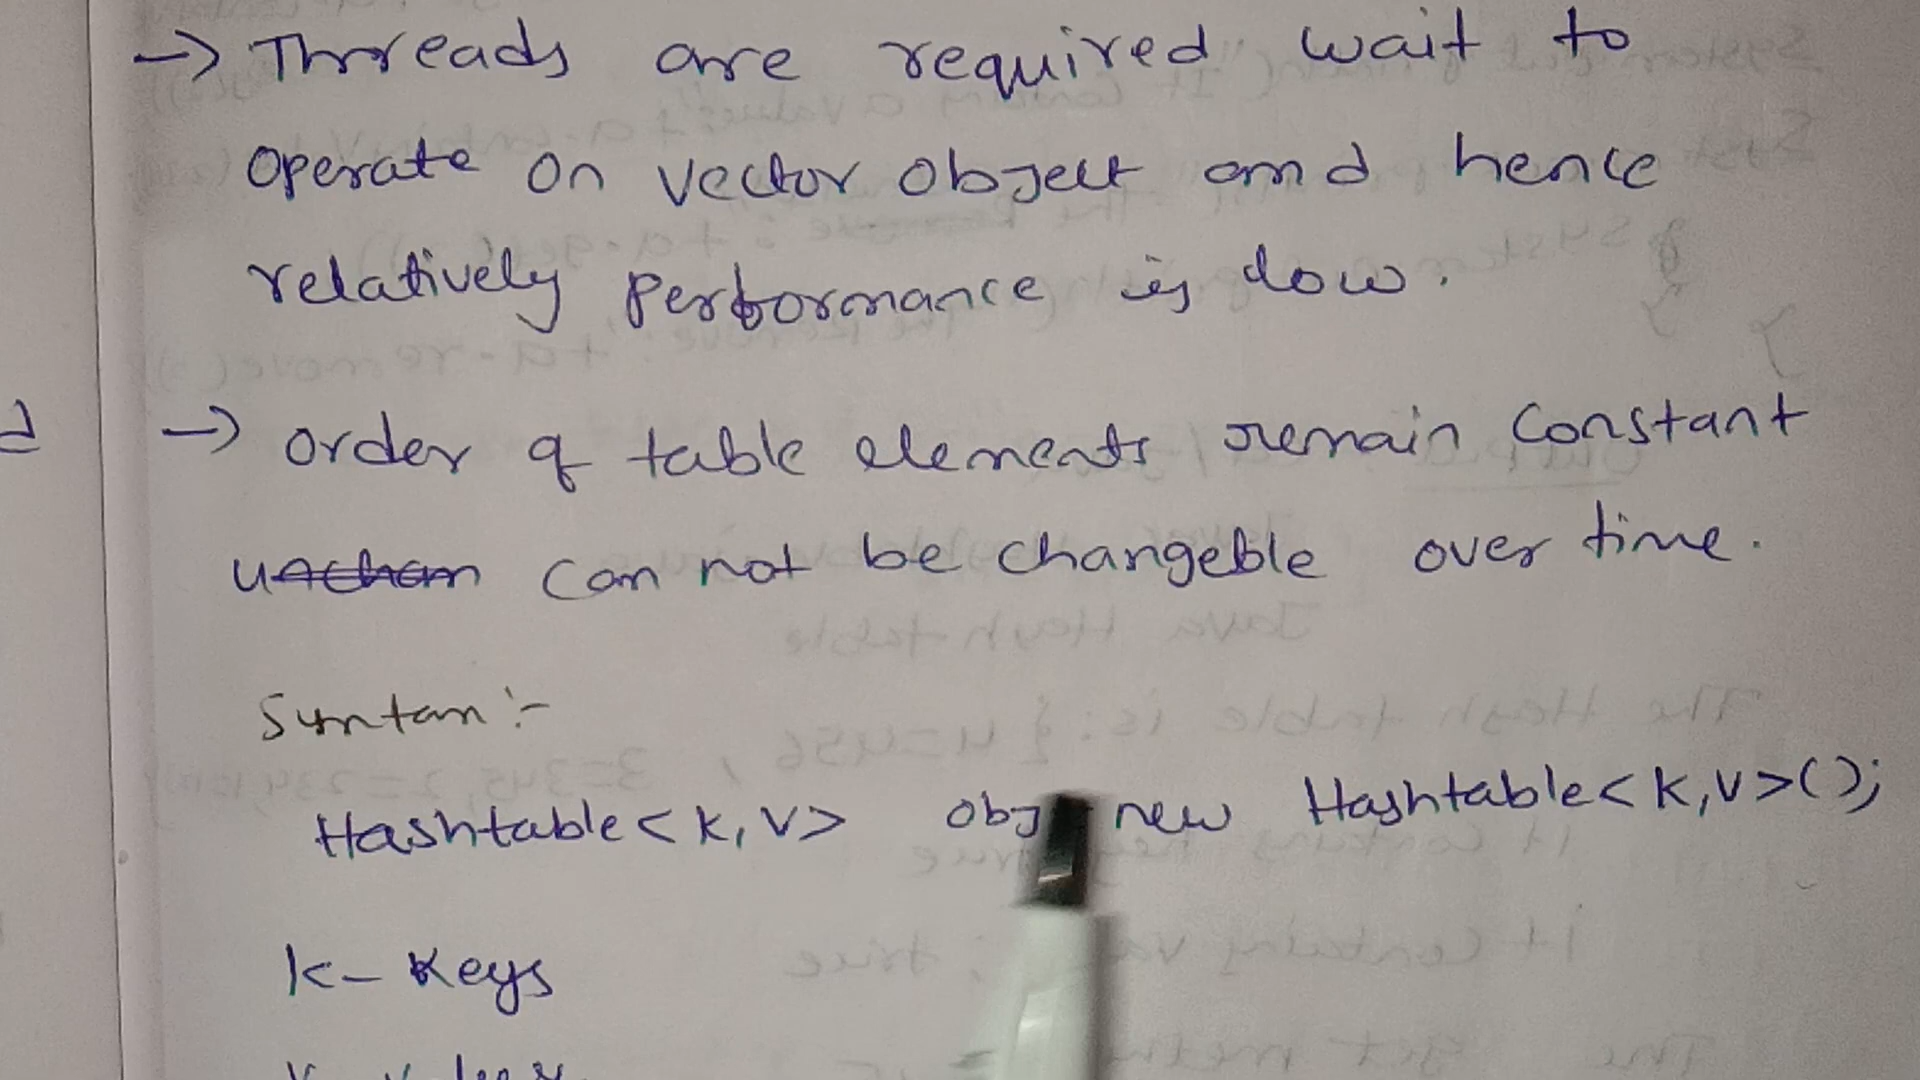 → Threads are required wait to
operate on vector object and hence
relatively performance is low.
→ order of table elements remain constant
can not be changeble over time.
Syntax :-
Hashtable<K,V> obj new Hashtable<K,V>();
K- Keys